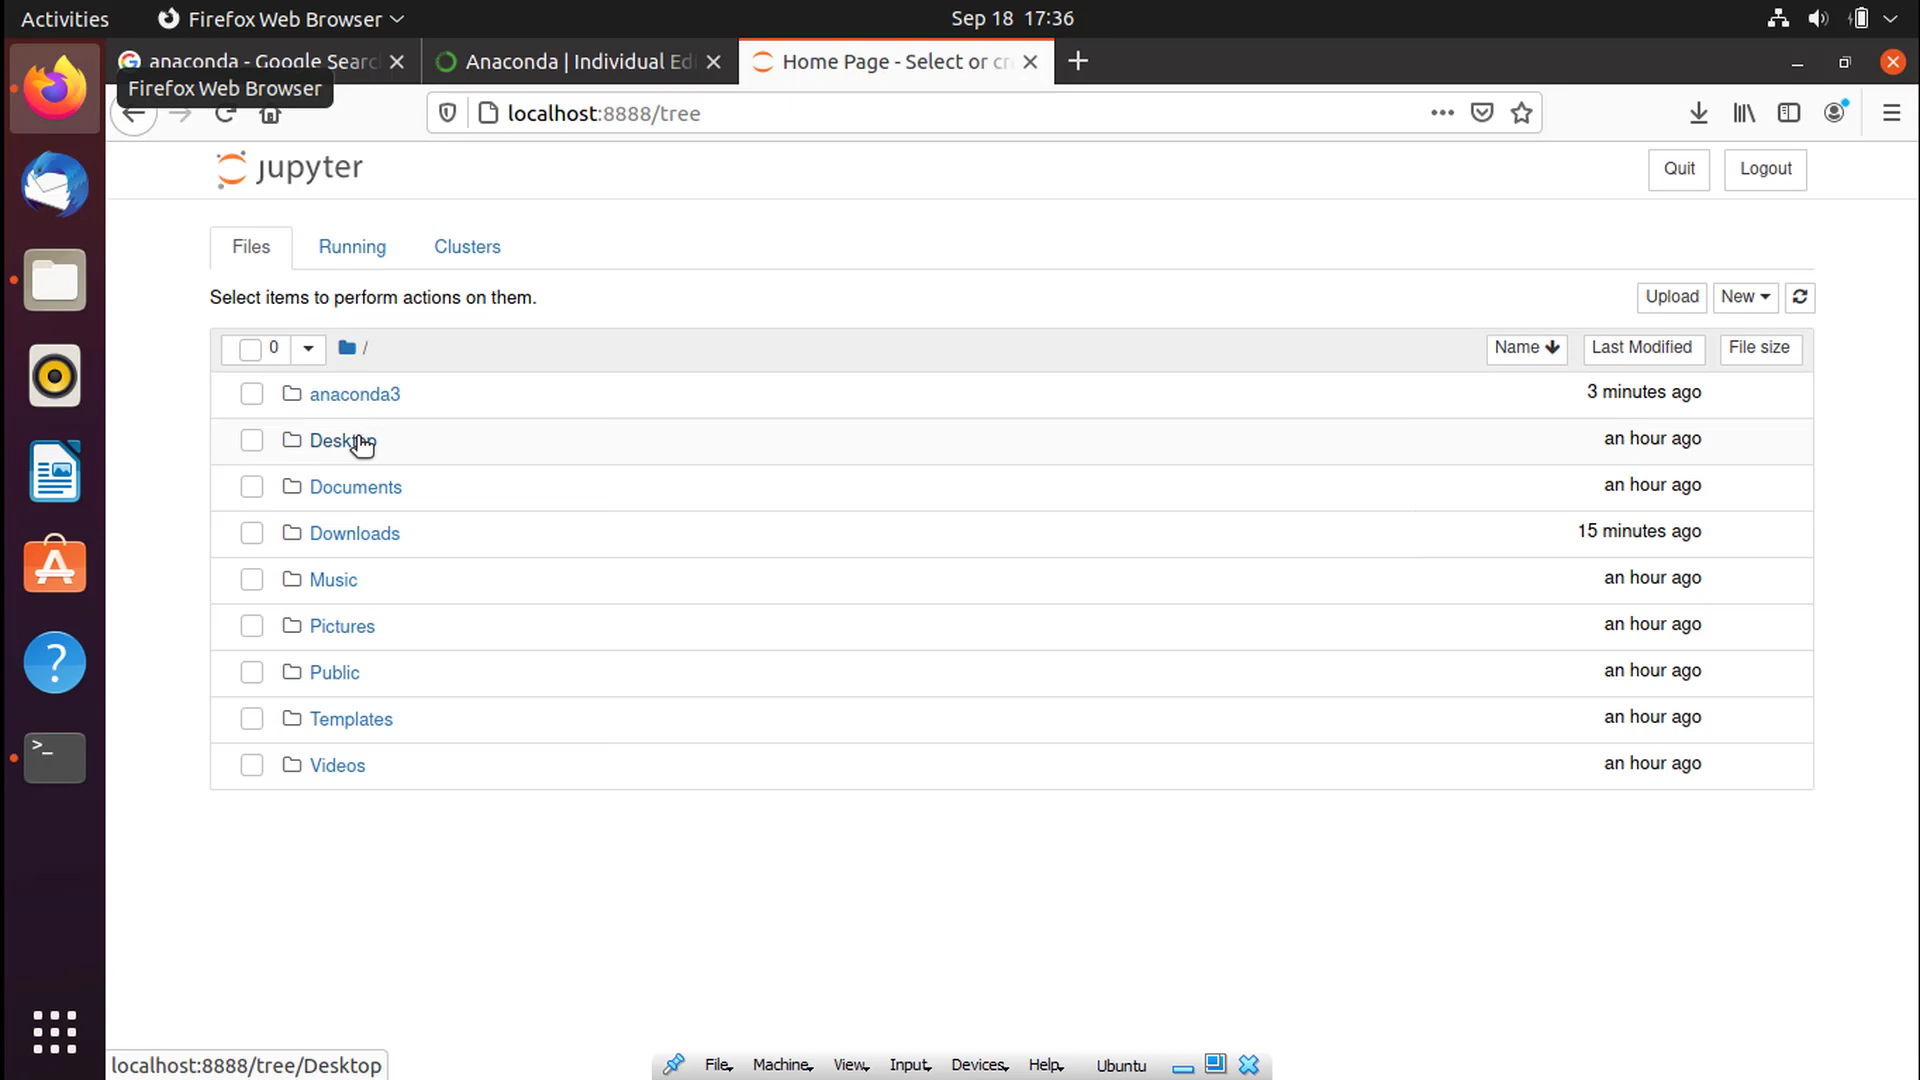 Activities
Firefox Web Browser
Sep 18 17:36
anaconda - Google Searc
Anaconda | Individual Ed
Home Page - Select or cr
Firefox Web Browser
localhost:8888/tree
jupyter
Quit
Logout
Files
Running
Clusters
Select items to perform actions on them.
Upload
New
0
/
Name
Last Modified
File size
anaconda3
3 minutes ago
Desktop
an hour ago
Documents
an hour ago
Downloads
15 minutes ago
Music
an hour ago
Pictures
an hour ago
Public
an hour ago
Templates
an hour ago
Videos
an hour ago
localhost:8888/tree/Desktop
File
Machine
View
Input
Devices
Help
Ubuntu